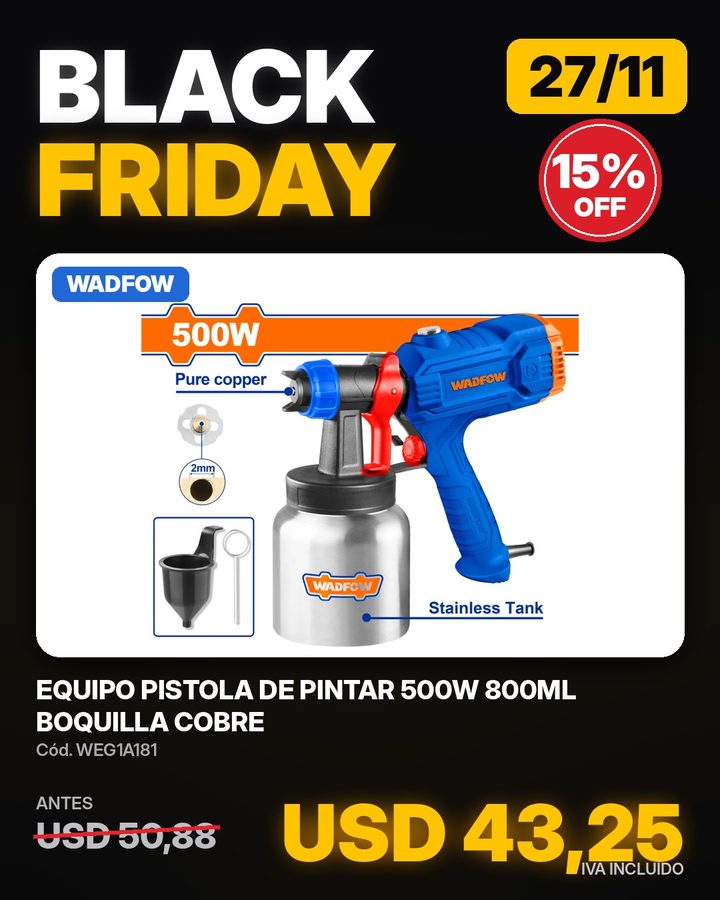 BLACK
FRIDAY
27/11
15%
OFF
WADFOW
500W
Pure copper
WADFOW
2mm
WADFOW
Stainless Tank
EQUIPO PISTOLA DE PINTAR 500W 800ML
BOQUILLA COBRE
Cód. WEG1A181
ANTES
USD 50,88
USD 43,25
IVA INCLUIDO